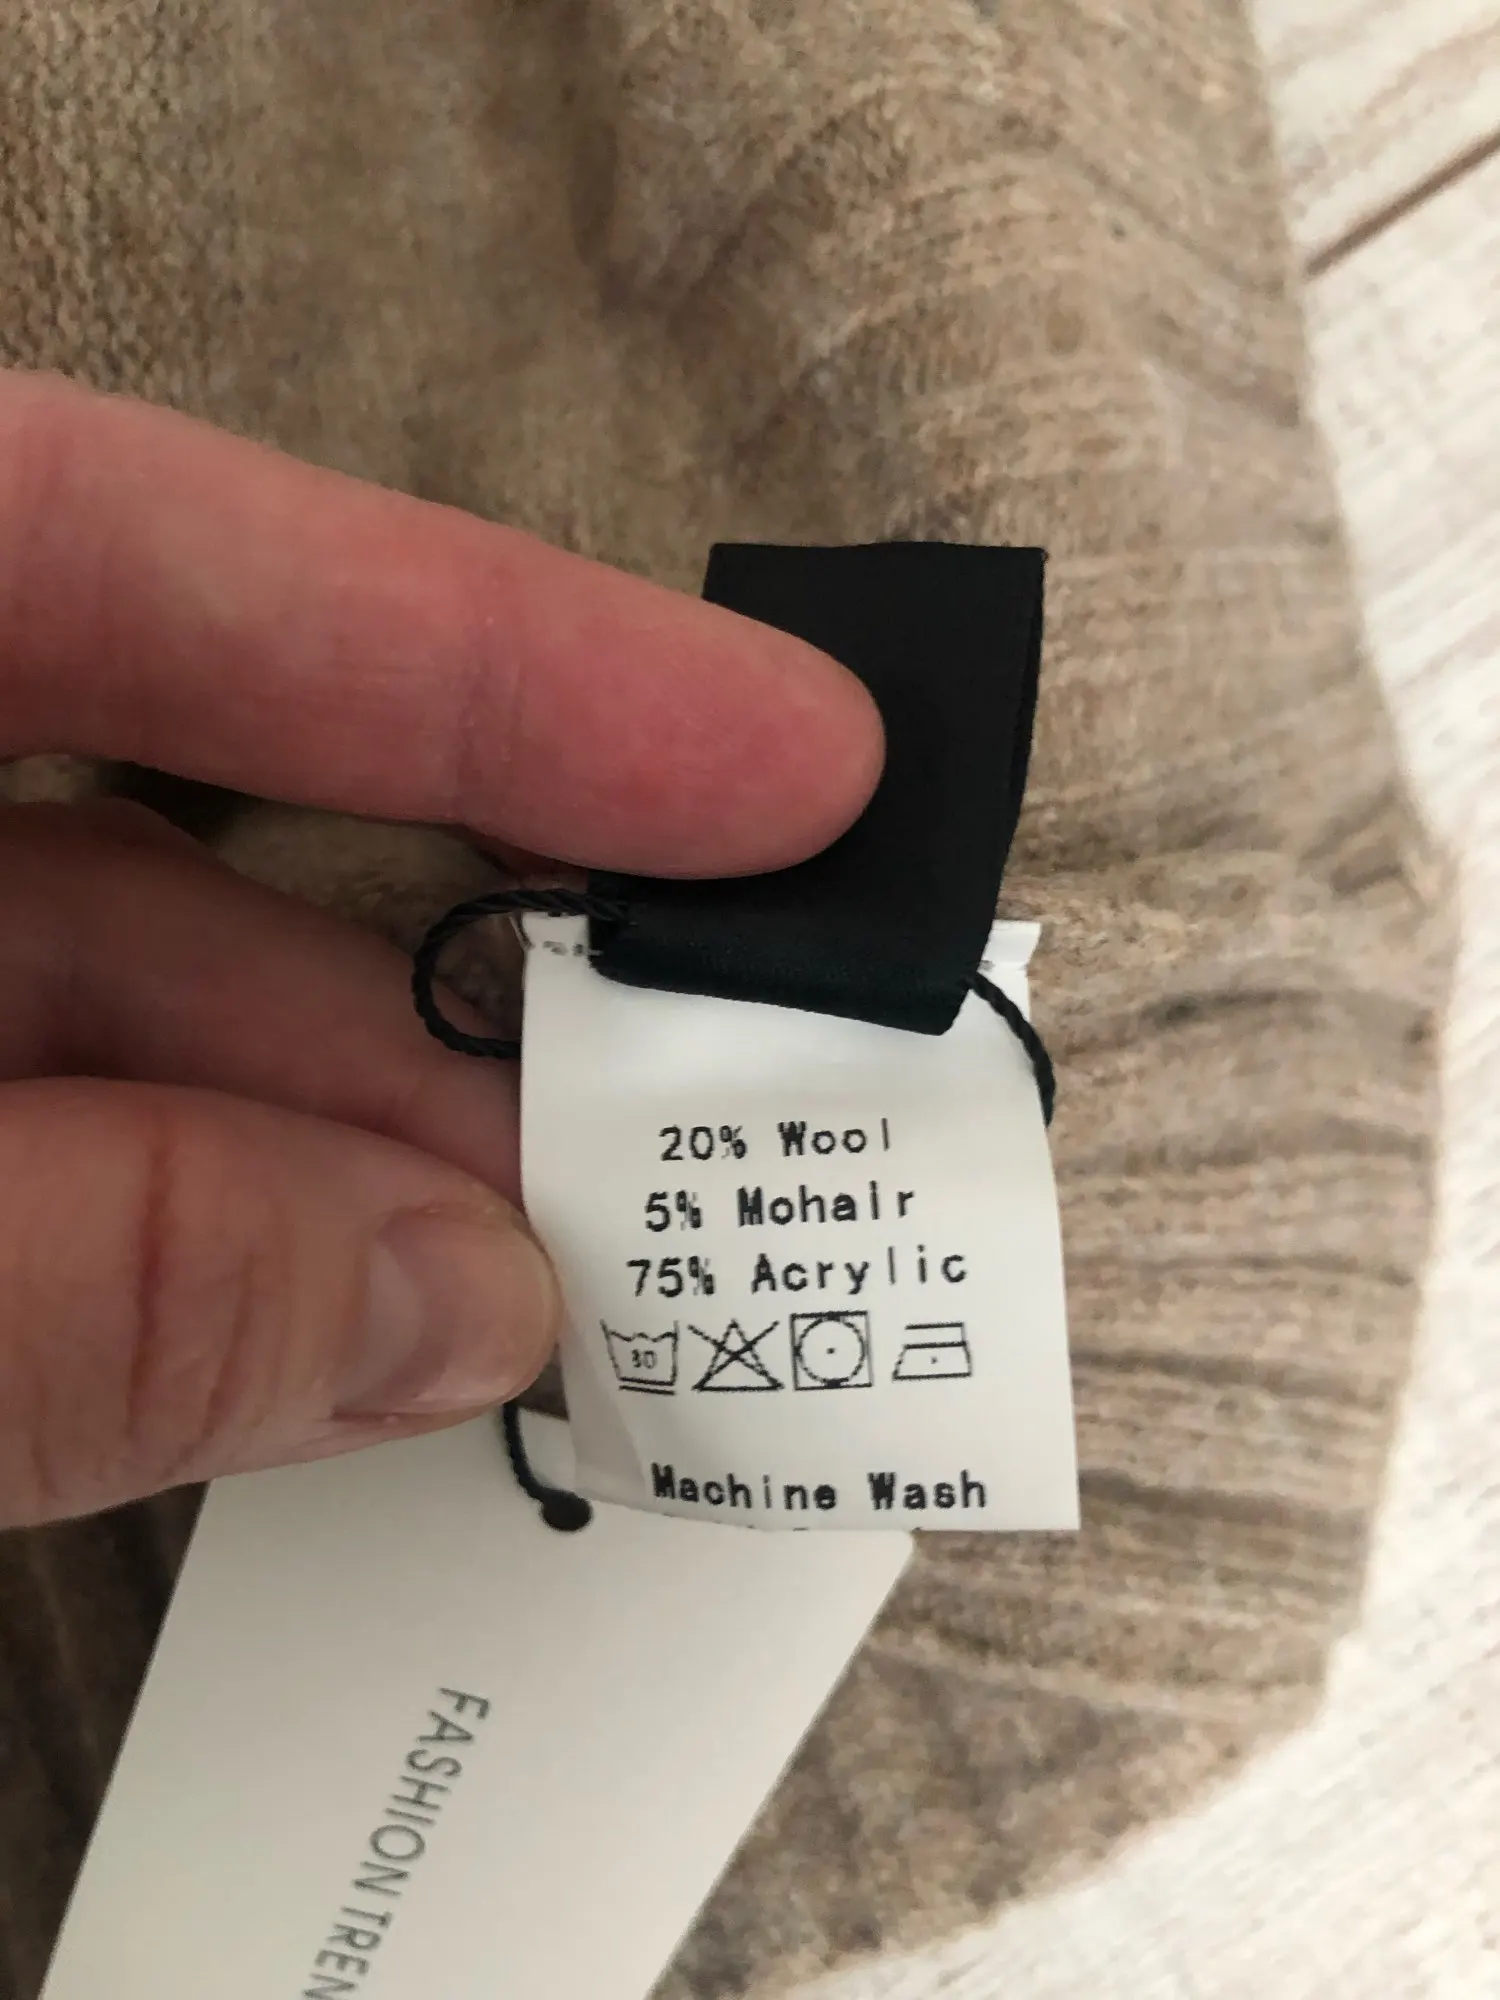 20% Wool
5% Mohair
75% Acrylic
30
Machine Wash
FASHION TREN